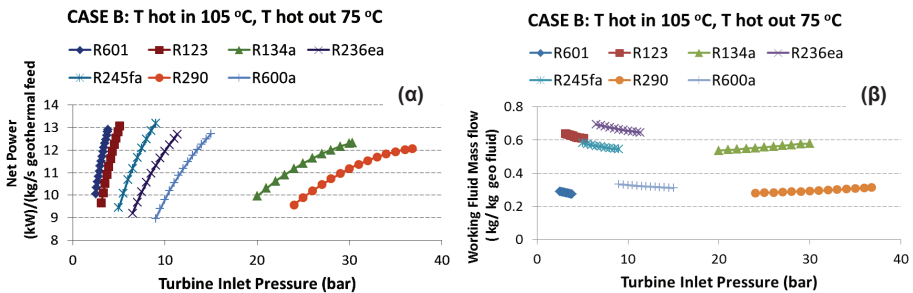 CASE B: T hot in 105 ºC, T hot out 75 ºC
R601 R123 R134a R236ea
R245fa R290 R600a
(α)
Net Power
(kW)/(kg/s geothermal feed)
14
13
12
11
10
9
8
0 10 20 30 40
Turbine Inlet Pressure (bar)
CASE B: T hot in 105 ºC, T hot out 75 ºC
R601 R123 R134a R236ea
R245fa R290 R600a
(β)
Working Fluid Mass flow
( kg/ kg geo fluid)
0.8
0.6
0.4
0.2
0
0 10 20 30 40
Turbine Inlet Pressure (bar)